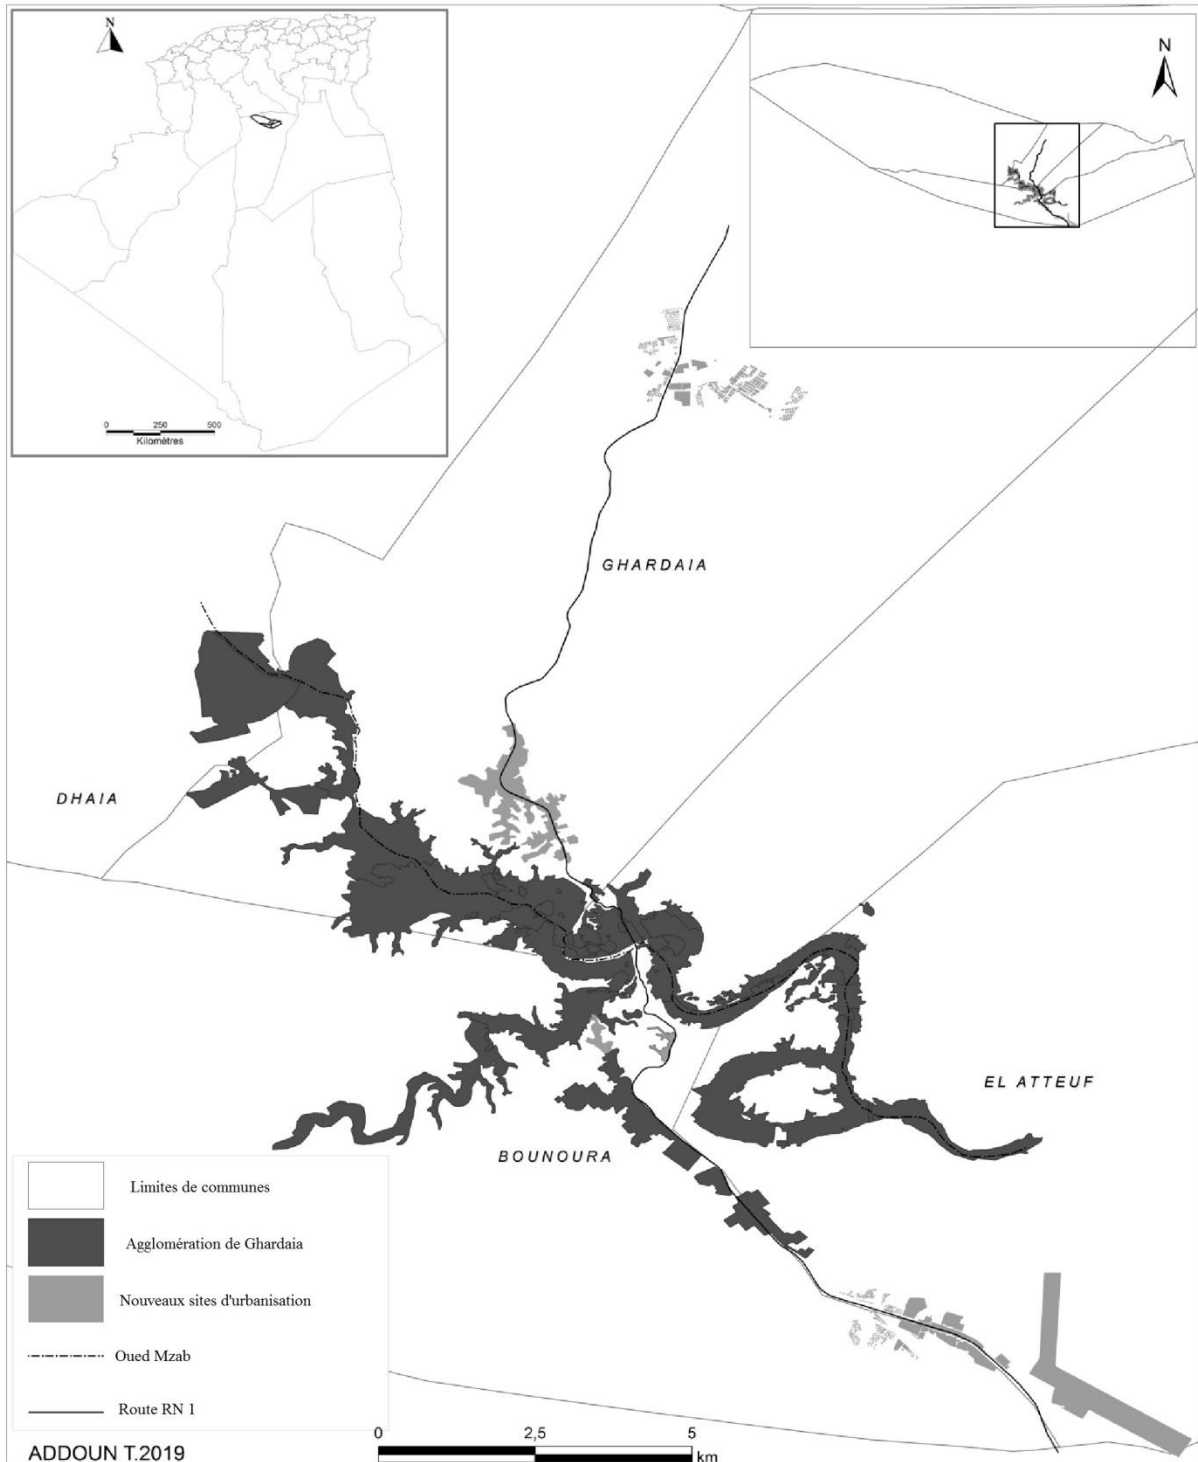 N
N
0 250 500
Kilomètres
GHARDAIA
DHAIA
EL ATTEUF
BOUNOURA
Limites de communes
Agglomération de Ghardaia
Nouveaux sites d'urbanisation
Oued Mzab
Route RN 1
ADDOUN T.2019
0 2,5 5
km